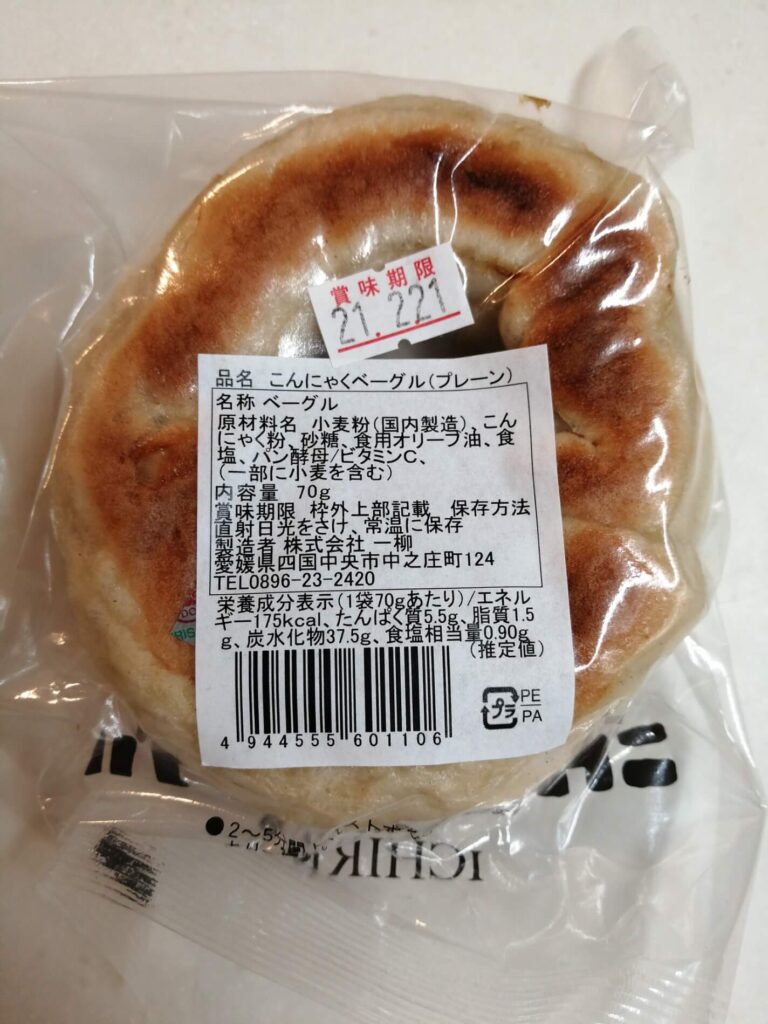 賞味期限
21.221
品名 こんにゃくベーグル(プレーン)
名称 ベーグル
原材料名 小麦粉(国内製造)、こん
にゃく粉、砂糖、食用オリーブ油、食
塩、パン酵母/ビタミンC、
(一部に小麦を含む)
内容量 70g
賞味期限 枠外上部記載 保存方法
直射日光をさけ、常温に保存
製造者 株式会社 一柳
愛媛県四国中央市中之庄町124
TEL0896-23-2420
栄養成分表示(1袋70gあたり)/エネル
ギー175kcal、たんぱく質5.5g、脂質1.5
g、炭水化物37.5g、食塩相当量0.90g
(推定値)
4 944555 601106
プラ
PE
PA
●2～5分